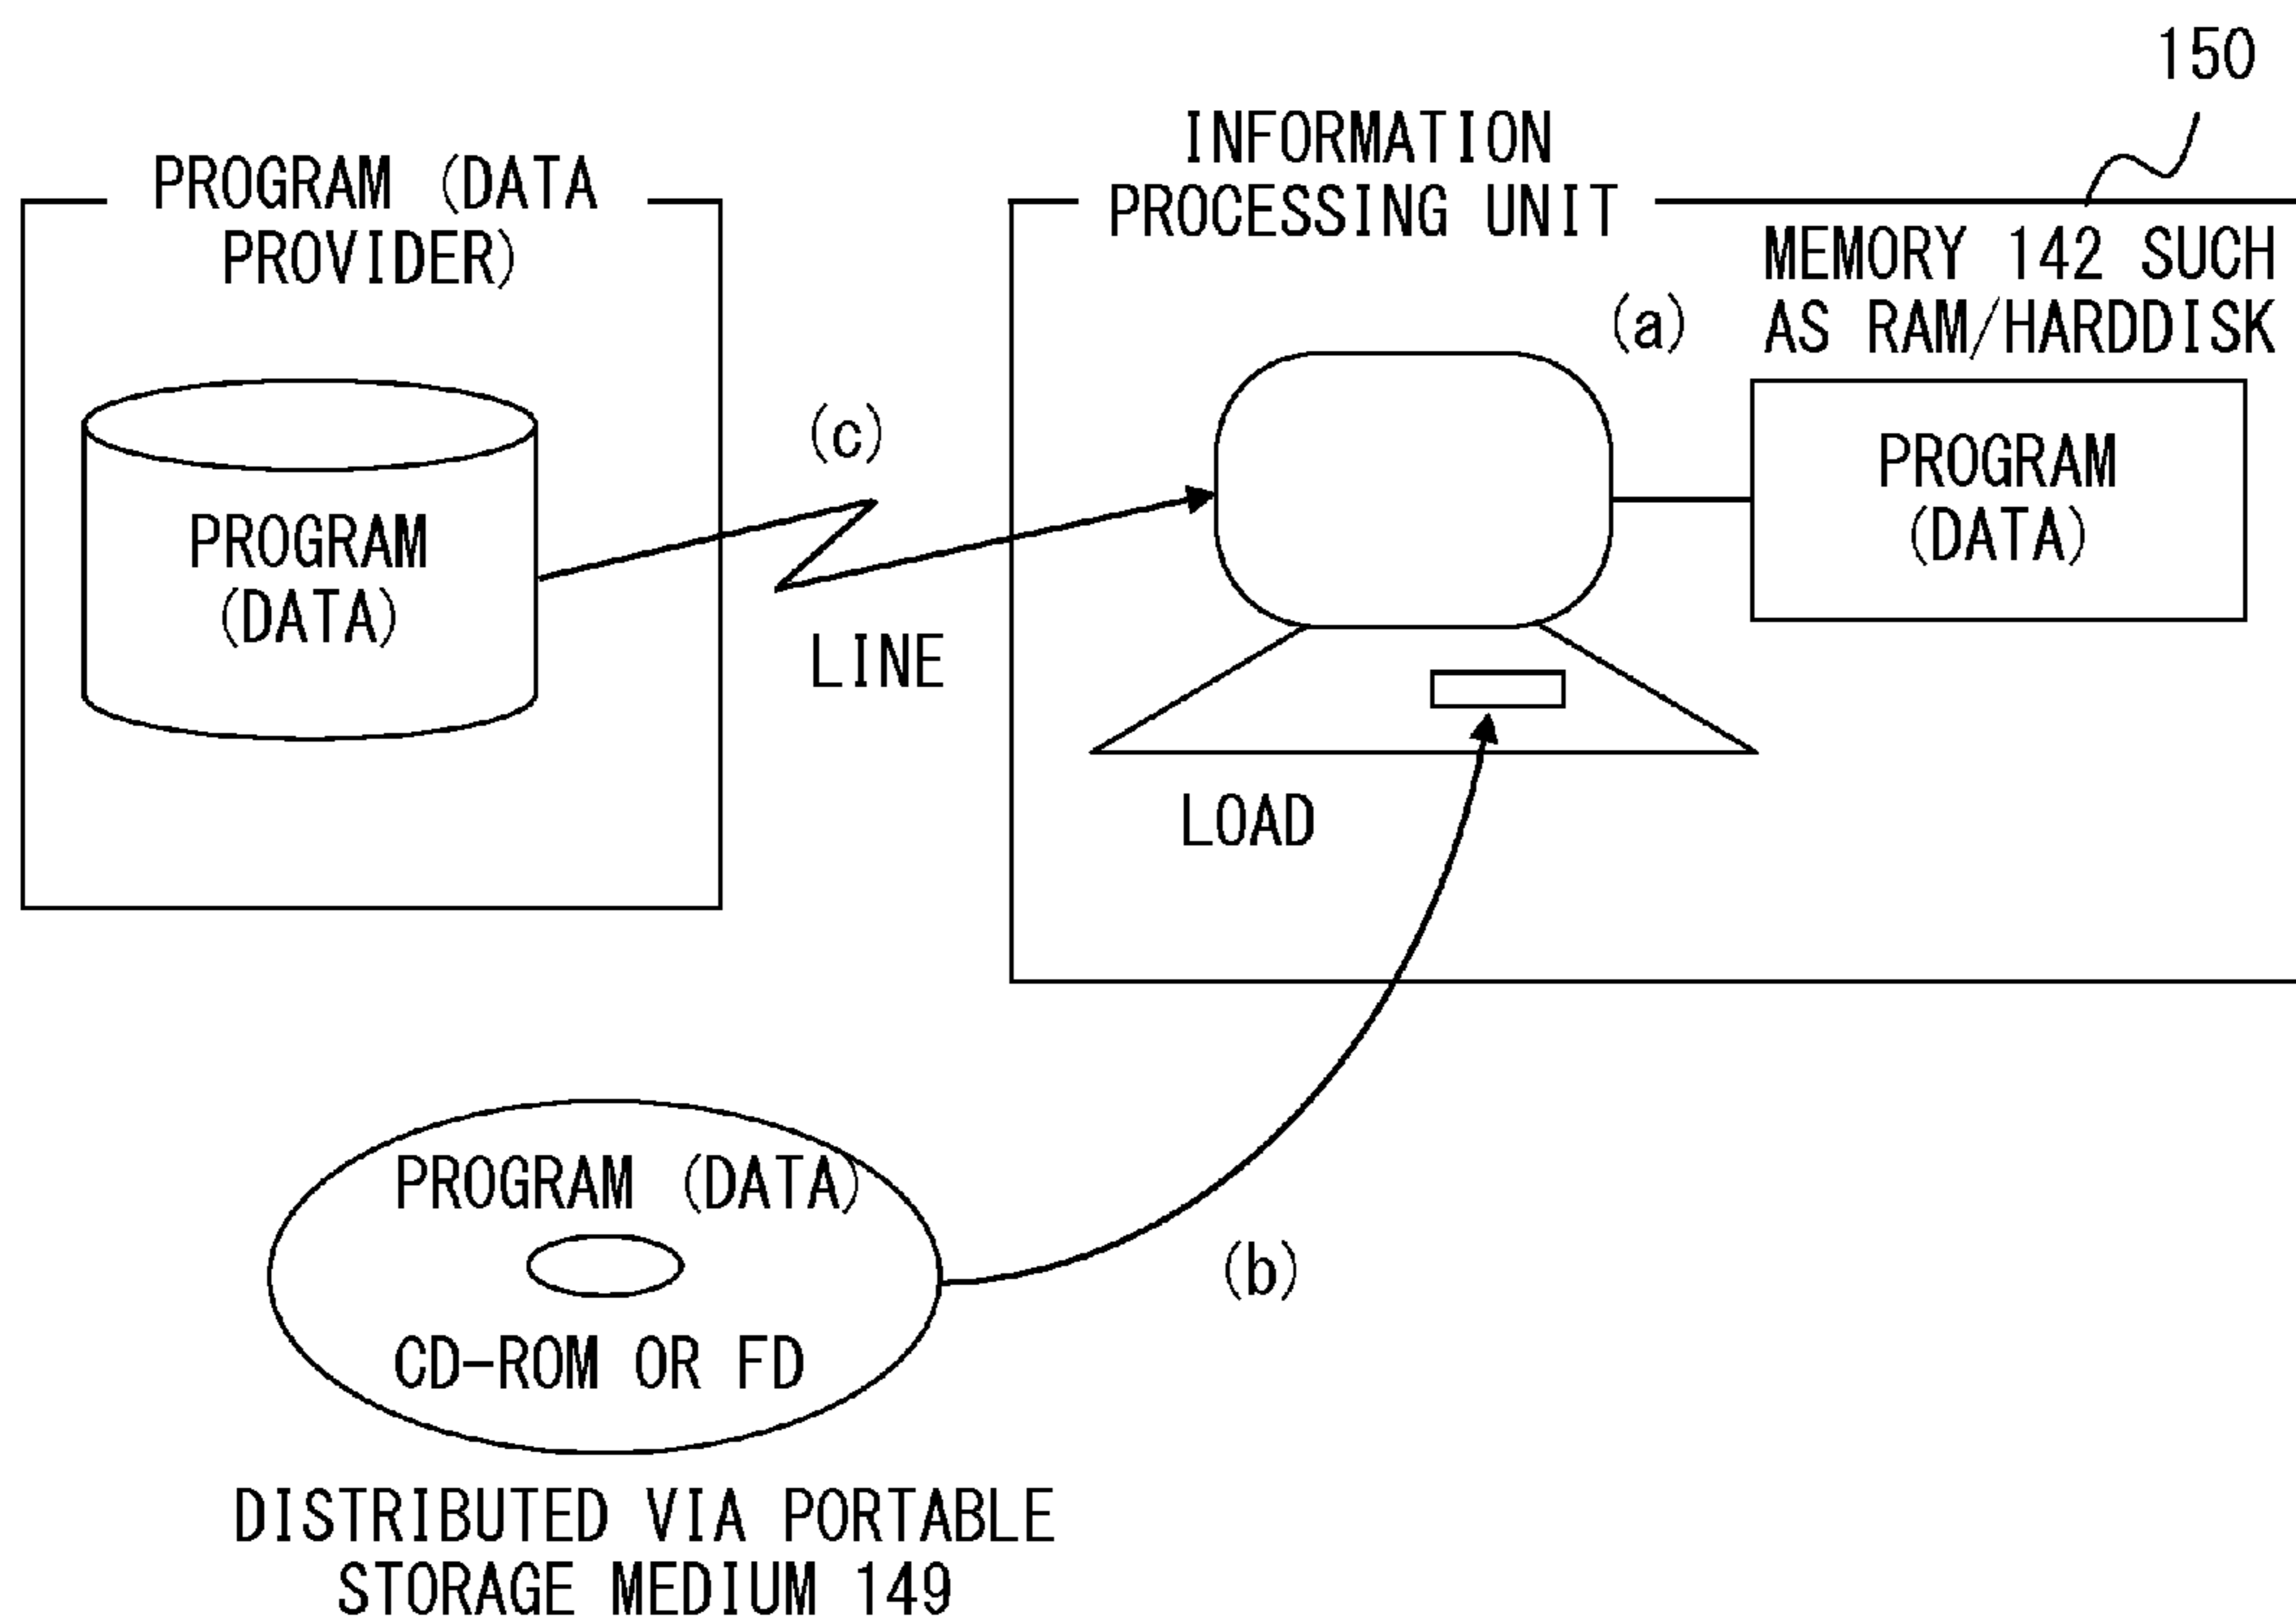 150
PROGRAM (DATA
PROVIDER)
INFORMATION
PROCESSING UNIT
MEMORY 142 SUCH
AS RAM/HARDDISK
(a)
(c)
PROGRAM
(DATA)
PROGRAM
(DATA)
LINE
LOAD
PROGRAM (DATA)
(b)
CD-ROM OR FD
DISTRIBUTED VIA PORTABLE
STORAGE MEDIUM 149